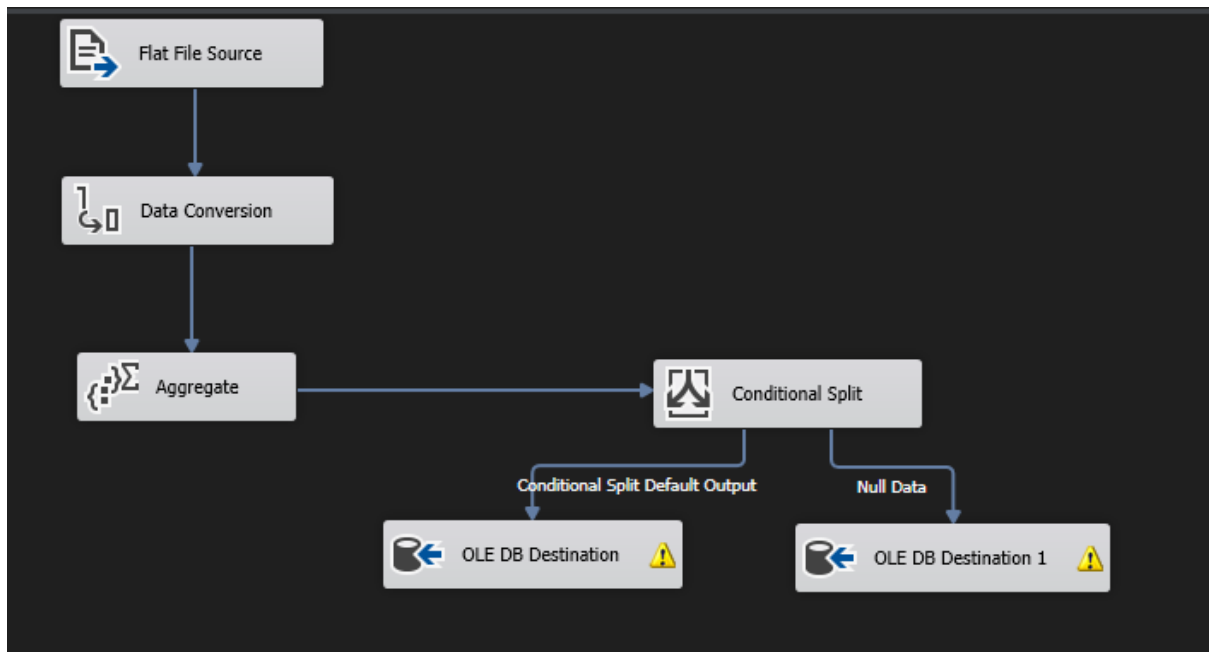 Flat File Source
Data Conversion
Aggregate
Conditional Split
Conditional Split Default Output
Null Data
OLE DB Destination
OLE DB Destination 1